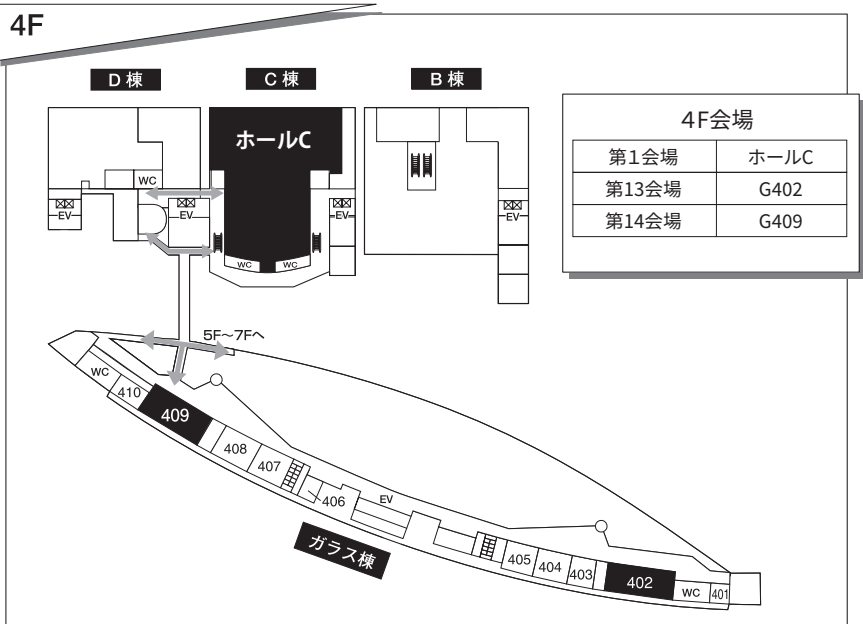 4F
D 棟
C 棟
B 棟
ホールC
WC
EV
EV
EV
EV
WC
WC
4F会場
第1会場 ホールC
第13会場 G402
第14会場 G409
5F〜7Fへ
WC
410
409
408
407
406
EV
ガラス棟
405
404
403
402
WC
401